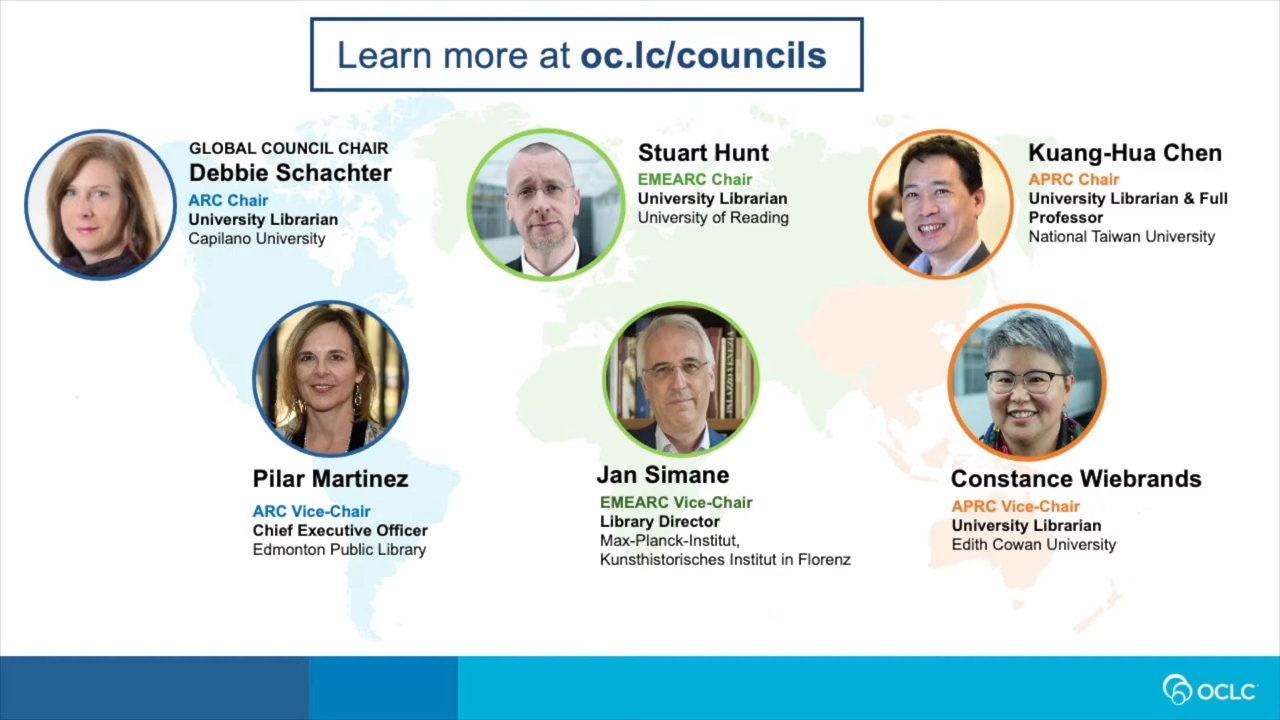 Learn more at oc.lc/councils
GLOBAL COUNCIL CHAIR
Debbie Schachter
ARC Chair
University Librarian
Capilano University
Stuart Hunt
EMEARC Chair
University Librarian
University of Reading
Kuang-Hua Chen
APRC Chair
University Librarian & Full
Professor
National Taiwan University
Pilar Martinez
ARC Vice-Chair
Chief Executive Officer
Edmonton Public Library
Jan Simane
EMEARC Vice-Chair
Library Director
Max-Planck-Institut,
Kunsthistorisches Institut in Florenz
Constance Wiebrands
APRC Vice-Chair
University Librarian
Edith Cowan University
PALAZZO VENEZIA
OCLC